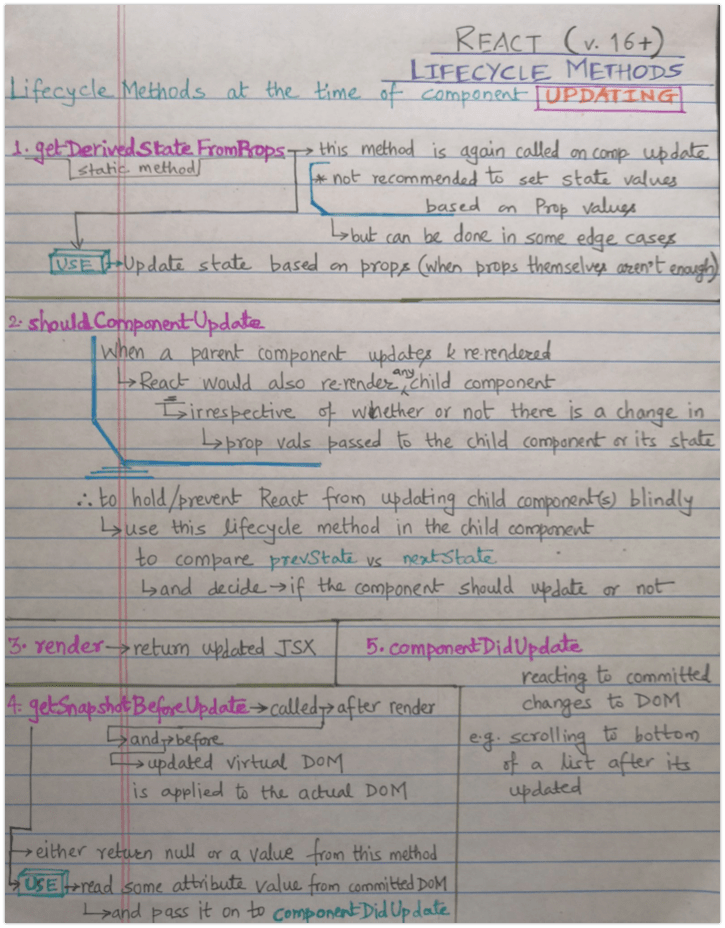 REACT (v. 16+)
LIFECYCLE METHODS
Lifecycle Methods at the time of component UPDATING
1. getDerivedStateFromProps → this method is again called on comp update
static method
* not recommended to set state values
based on Prop values
↳ but can be done in some edge cases
USE → Update state based on props (when props themselves aren't enough)
2. shouldComponentUpdate
When a parent component updates & re rendered
↳ React would also re-render any child component
↳ irrespective of whether or not there is a change in
↳ prop vals passed to the child component or its state
∴ to hold/prevent React from updating child component(s) blindly
↳ use this lifecycle method in the child component
to compare prevState vs nextState
↳ and decide → if the component should update or not
3. render → return updated JSX
4. getSnapshotBeforeUpdate → called → after render
↳ and → before
↳ updated virtual DOM
is applied to the actual DOM
→ either return null or a value from this method
USE → read some attribute value from committed DOM
↳ and pass it on to componentDidUpdate
5. componentDidUpdate
reacting to committed
changes to DOM
e.g. scrolling to bottom
of a list after its
updated